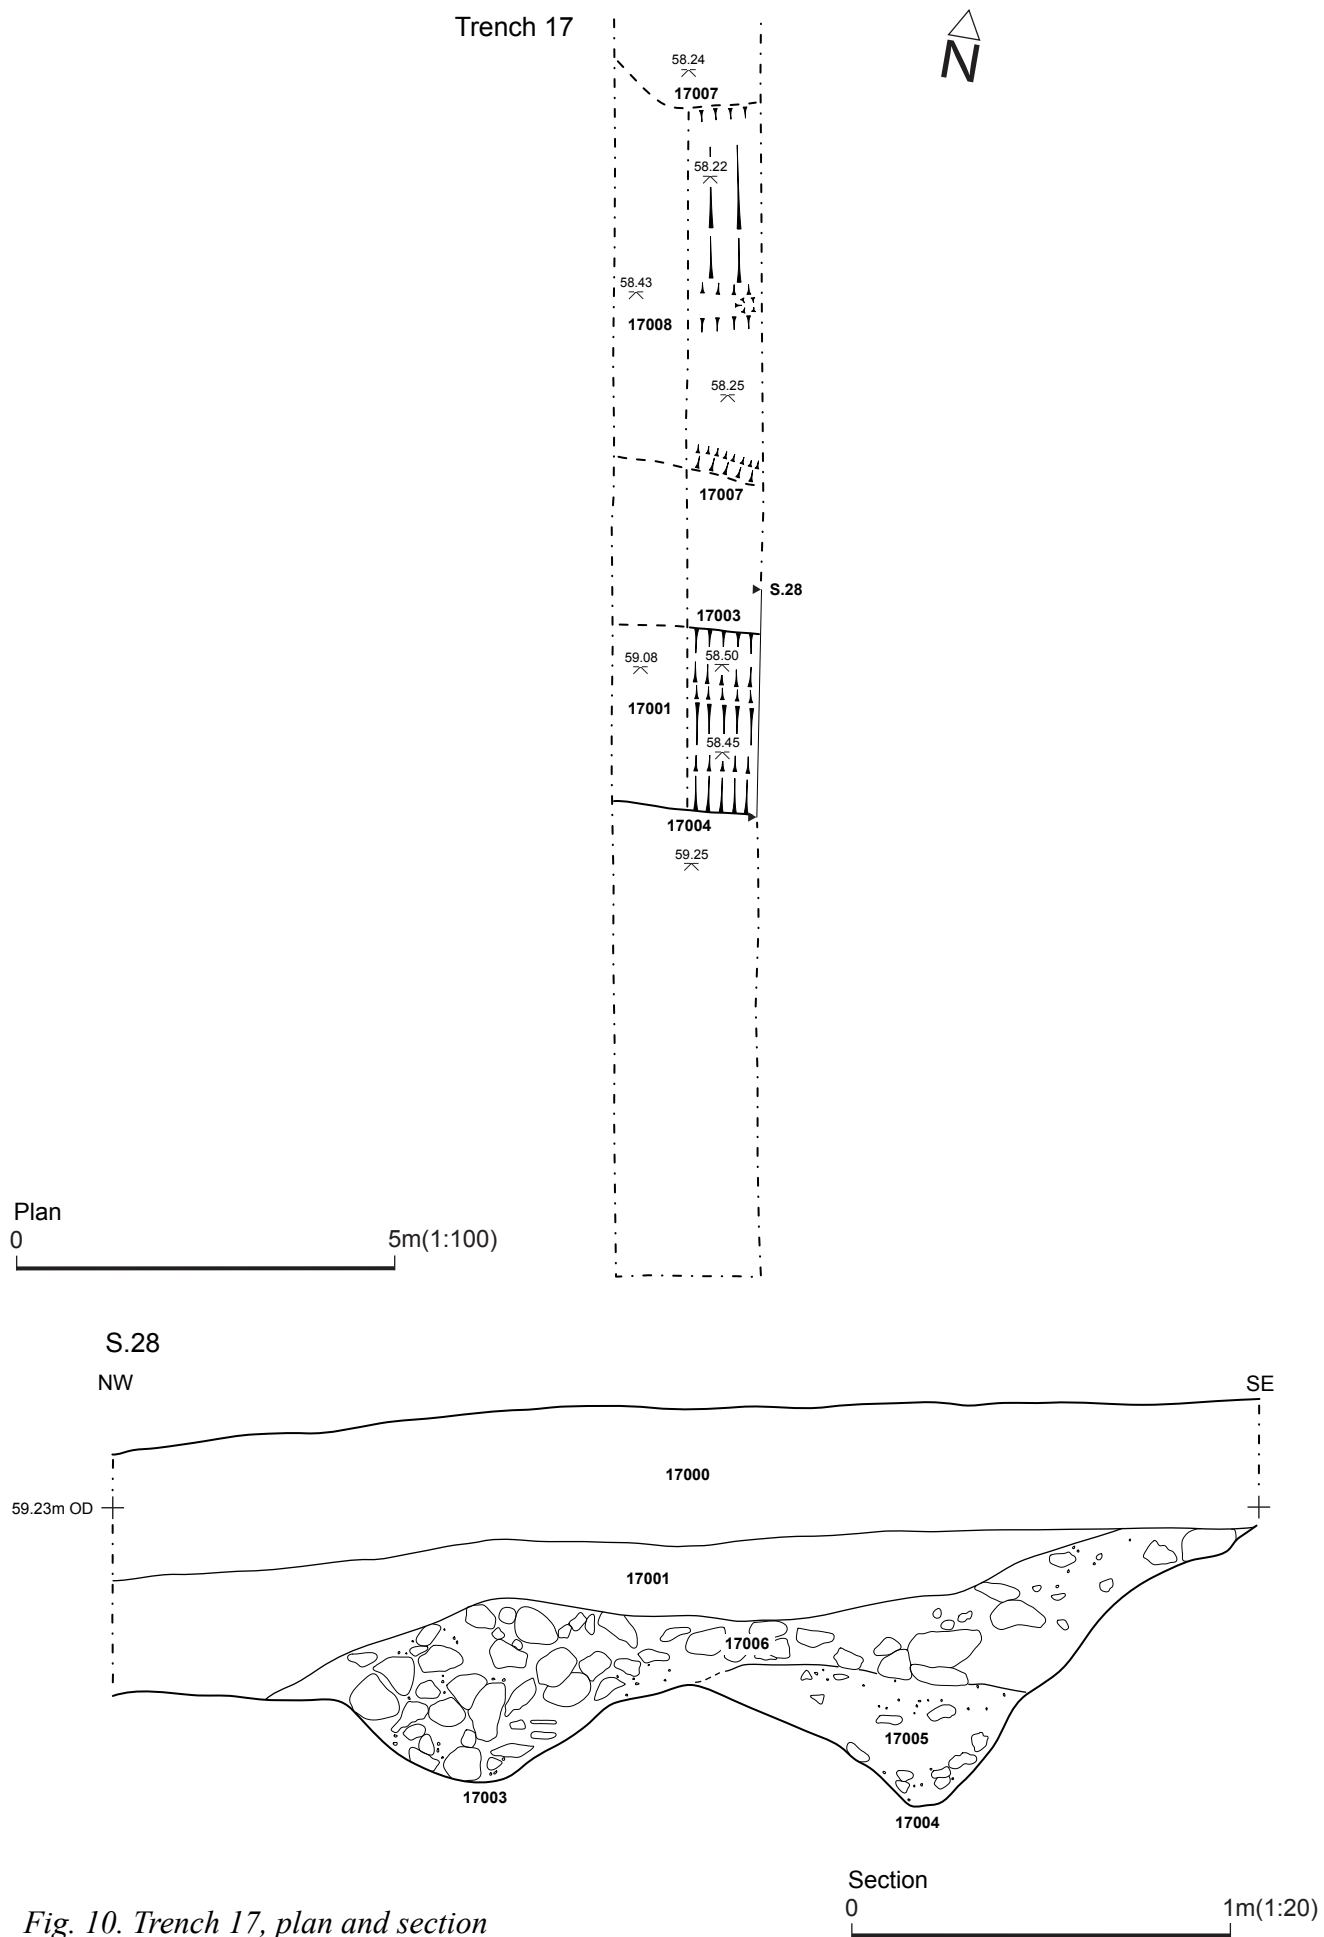 Trench 17
N
58.24
17007
58.22
58.43
17008
58.25
17007
S.28
17003
59.08
58.50
17001
58.45
17004
59.25
Plan
0
5m(1:100)
S.28
NW
SE
17000
59.23m OD
17001
17006
17005
17003
17004
Section
0
1m(1:20)
Fig. 10. Trench 17, plan and section